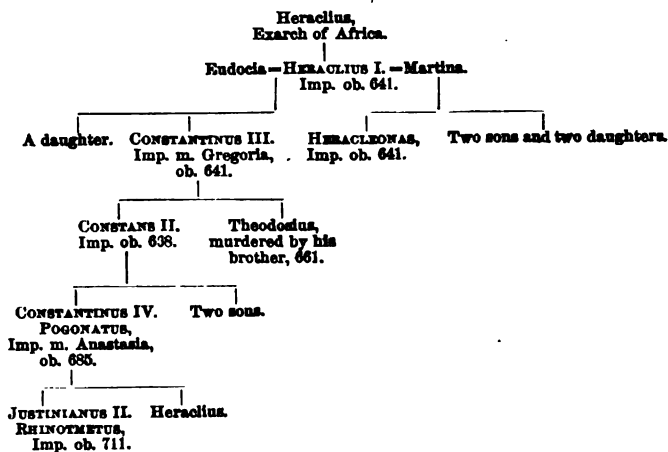 Heraclius,
Exarch of Africa.
Eudocia=HERACLIUS I.=Martina.
Imp. ob. 641.
A daughter. CONSTANTINUS III. HERACLEONAS, Two sons and two daughters.
Imp. m. Gregoria, Imp. ob. 641.
ob. 641.
CONSTANS II. Theodosius,
Imp. ob. 638. murdered by his
brother, 661.
CONSTANTINUS IV. Two sons.
POGONATUS,
Imp. m. Anastasia,
ob. 685.
JUSTINIANUS II. Heraclius.
RHINOTMETUS,
Imp. ob. 711.